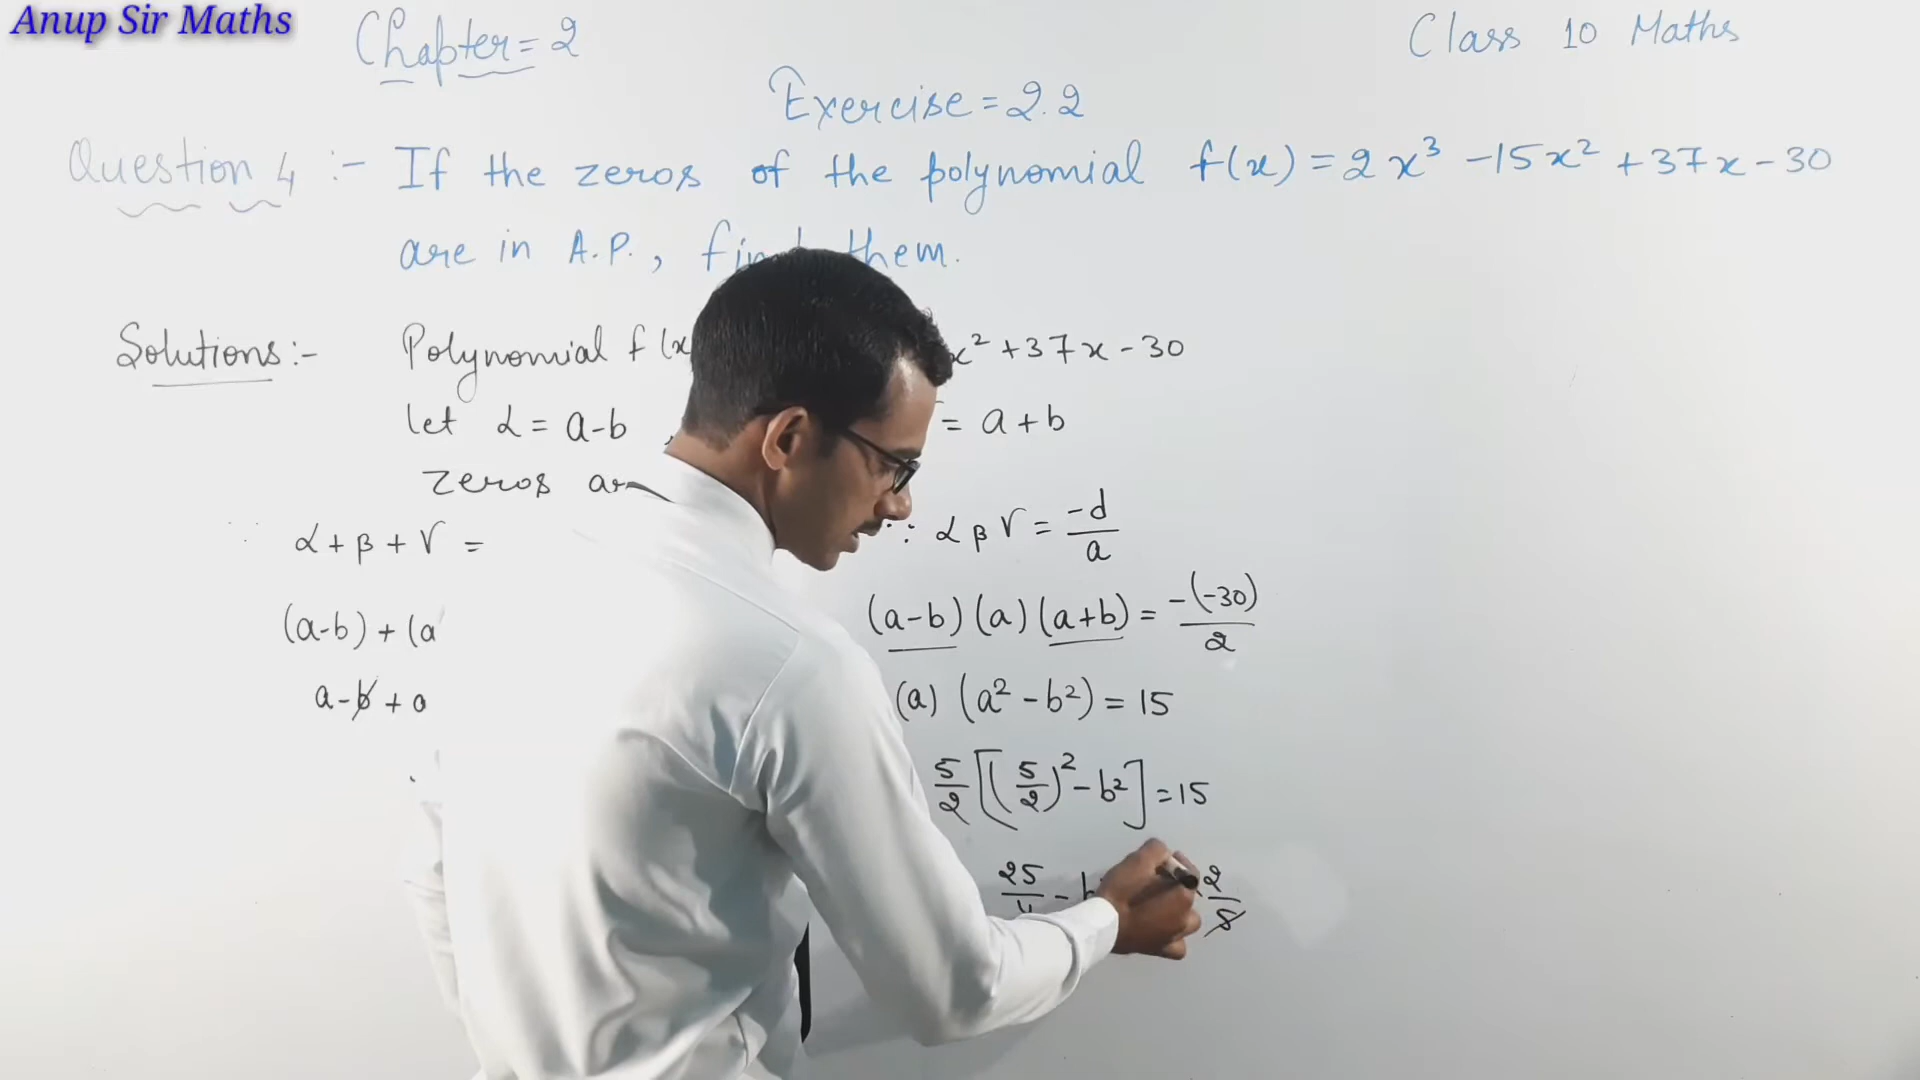 Anup Sir Maths
Chapter = 2
Class 10 Maths
Exercise = 2.2
Question 4 :- If the zeros of the polynomial f(x) = 2x³ - 15x² + 37x - 30
are in A.P., find them.
Solutions :- Polynomial f(x x² + 37x - 30
let α = a-b , = a+b
zeros ar
∵ α + β + γ =
(a-b) + (a
a - b + a
∵ α β γ = -d/a
(a-b) (a) (a+b) = -(-30)/2
(a) (a² - b²) = 15
5/2 [(5/2)² - b²] = 15
25/4 - b 2/5